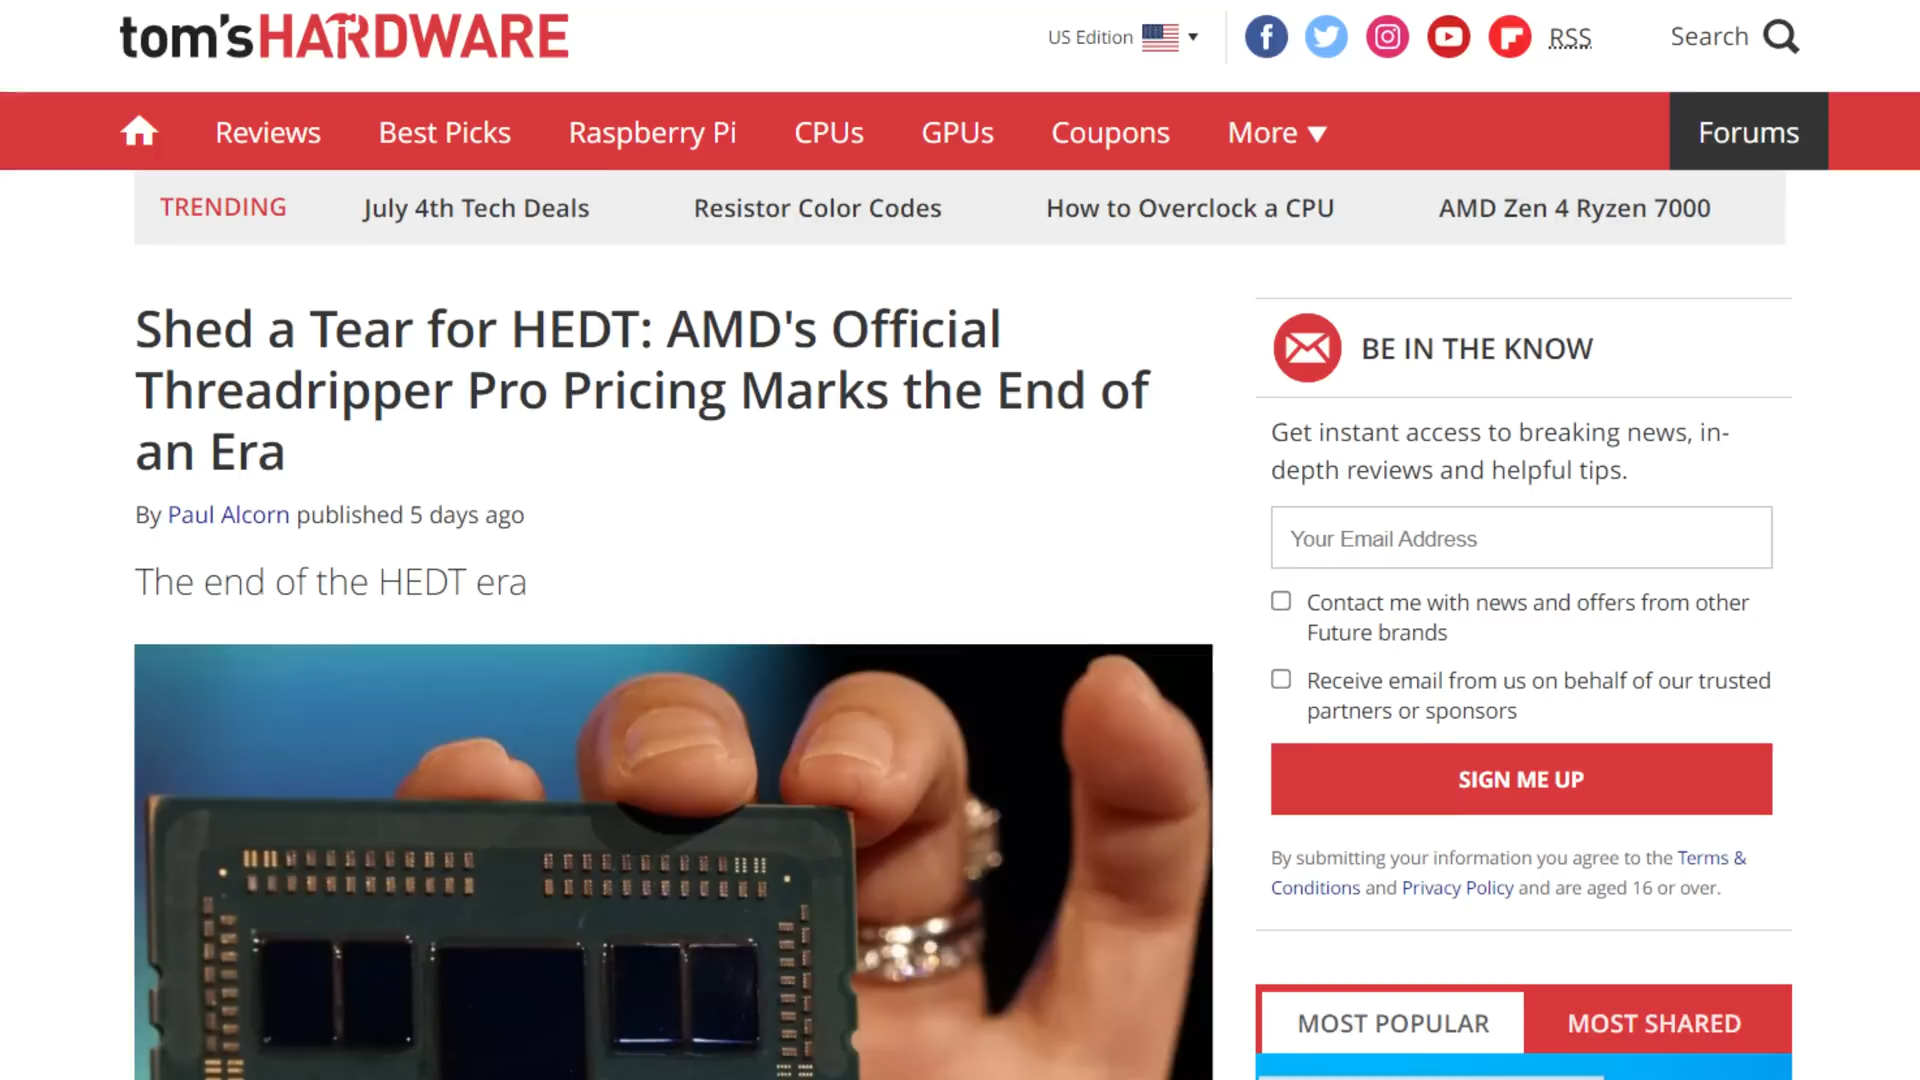 tom's HARDWARE
US Edition
RSS
Search
Reviews
Best Picks
Raspberry Pi
CPUs
GPUs
Coupons
More
Forums
TRENDING
July 4th Tech Deals
Resistor Color Codes
How to Overclock a CPU
AMD Zen 4 Ryzen 7000
Shed a Tear for HEDT: AMD's Official
Threadripper Pro Pricing Marks the End of
an Era
By Paul Alcorn published 5 days ago
The end of the HEDT era
BE IN THE KNOW
Get instant access to breaking news, in-
depth reviews and helpful tips.
Your Email Address
Contact me with news and offers from other
Future brands
Receive email from us on behalf of our trusted
partners or sponsors
SIGN ME UP
By submitting your information you agree to the Terms &
Conditions and Privacy Policy and are aged 16 or over.
MOST POPULAR
MOST SHARED